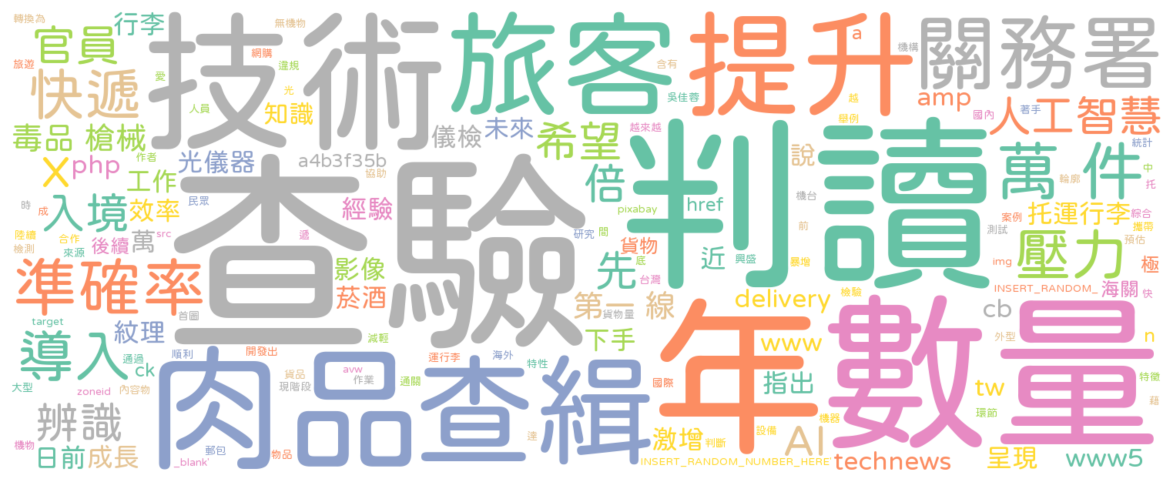 轉換為
行李
無機物
技術
旅客
提升
a
機構
關務署
官員
網購
旅遊
快遞
愛
違規
光
含有
吳佳蓉
越
amp
人員
知識
舉例
國內
著手
人工智慧
毒品
槍械
儀檢
未來
希望
越來越
判讀
萬
件
統計
作者
光儀器
a4b3f35b
協助
X
php
工作
查驗
倍
說
輪廓
中
托
機台
入境
效率
民眾
經驗
pixabay
href
時
成
案例
托運行李
綜合
攜帶
前
陸續
合作
後續
萬
src
遞
研究
間
貨物
近
興盛
測試
壓力
預估
檢測
來源
影像
先
底
台灣
暴增
img
極
準確率
菸酒
第一
線
delivery
檢驗
INSERT_RANDOM_
海關
快
首圖
貨物量
cb
target
紋理
減輕
下手
年
www
數量
外型
n
導入
通過
ck
順利
開發出
肉品
查緝
運行李
海外
特性
大型
zoneid
內容物
貨品
現階段
avw
作業
通關
國際
指出
tw
特徵
環節
藉
辨識
機器
設備
機物
日前
成長
郵包
_blank'
物品
達
激增
判斷
AI
INSERT_RANDOM_NUMBER_HERE'
technews
呈現
www5